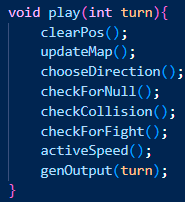 void play(int turn){
    clearPos();
    updateMap();
    chooseDirection();
    checkForNull();
    checkCollision();
    checkForFight();
    activeSpeed();
    genOutput(turn);
}